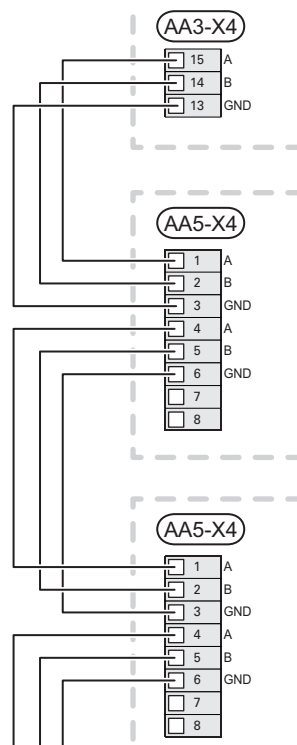 AA3-X4
15 A
14 B
13 GND
AA5-X4
1 A
2 B
3 GND
4 A
5 B
6 GND
7
8
AA5-X4
1 A
2 B
3 GND
4 A
5 B
6 GND
7
8